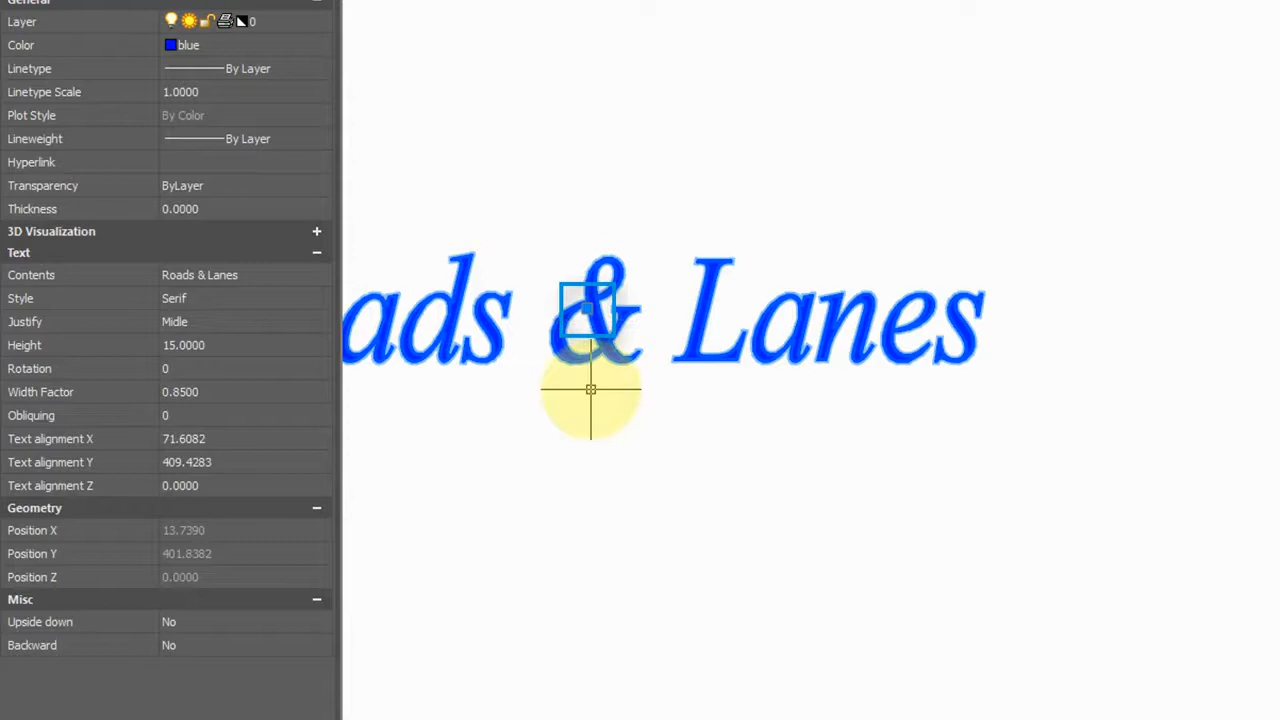 General
Layer 0
Color blue
Linetype By Layer
Linetype Scale 1.0000
Plot Style By Color
Lineweight By Layer
Hyperlink
Transparency ByLayer
Thickness 0.0000
3D Visualization +
Text −
Contents Roads & Lanes
Style Serif
Justify Midle
Height 15.0000
Rotation 0
Width Factor 0.8500
Obliquing 0
Text alignment X 71.6082
Text alignment Y 409.4283
Text alignment Z 0.0000
Geometry −
Position X 13.7390
Position Y 401.8382
Position Z 0.0000
Misc −
Upside down No
Backward No
ads & Lanes